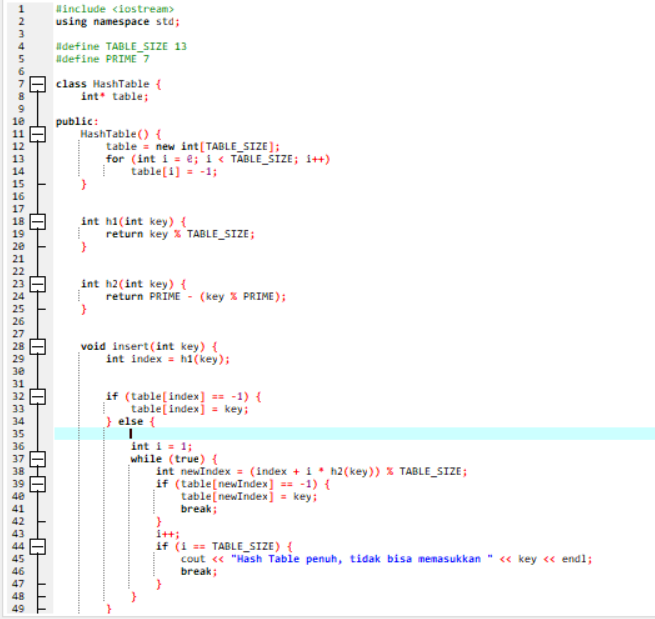 1 #include <iostream>
2 using namespace std;
3
4 #define TABLE_SIZE 13
5 #define PRIME 7
6
7 class HashTable {
8 int* table;
9
10 public:
11 HashTable() {
12 table = new int[TABLE_SIZE];
13 for (int i = 0; i < TABLE_SIZE; i++)
14 table[i] = -1;
15 }
16
17
18 int h1(int key) {
19 return key % TABLE_SIZE;
20 }
21
22
23 int h2(int key) {
24 return PRIME - (key % PRIME);
25 }
26
27
28 void insert(int key) {
29 int index = h1(key);
30
31
32 if (table[index] == -1) {
33 table[index] = key;
34 } else {
35
36 int i = 1;
37 while (true) {
38 int newIndex = (index + i * h2(key)) % TABLE_SIZE;
39 if (table[newIndex] == -1) {
40 table[newIndex] = key;
41 break;
42 }
43 i++;
44 if (i == TABLE_SIZE) {
45 cout << "Hash Table penuh, tidak bisa memasukkan " << key << endl;
46 break;
47 }
48 }
49 }